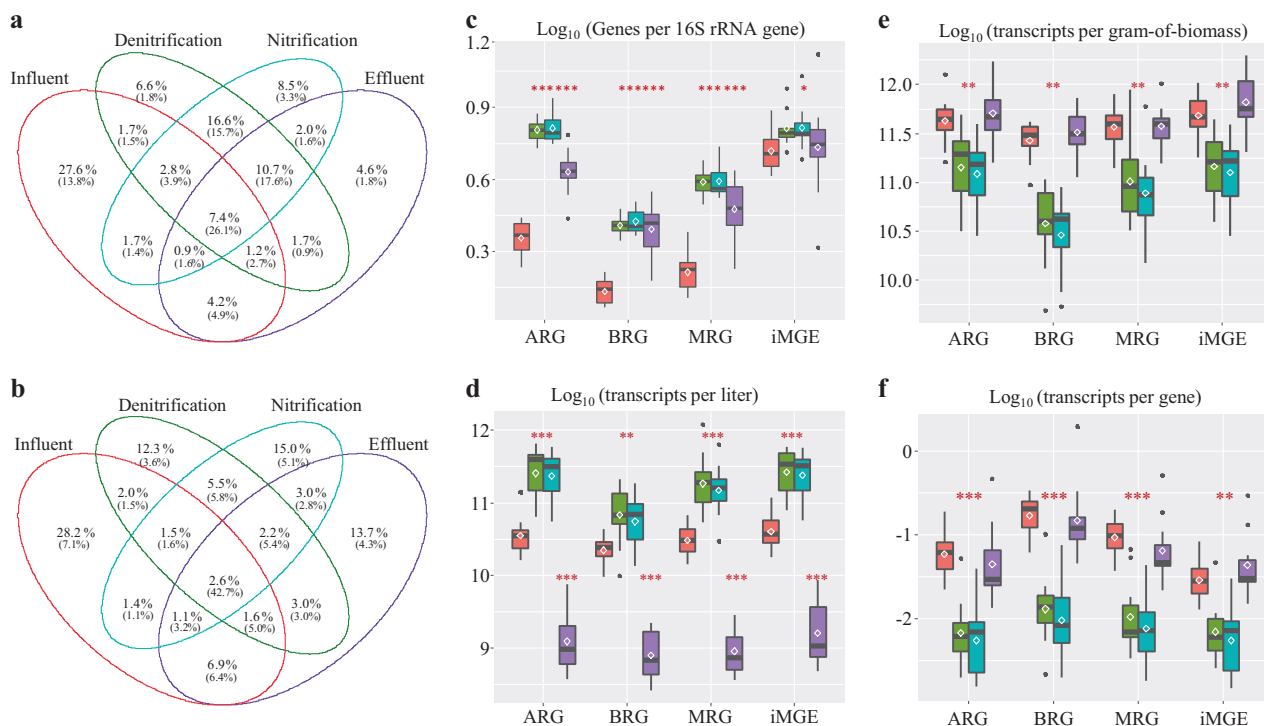 a
Denitrification
Nitrification
Influent
Effluent
6.6 %
(1.8%)
8.5 %
(3.3%)
1.7%
(1.5%)
16.6 %
(15.7%)
2.0 %
(1.6%)
27.6 %
(13.8%)
2.8 %
(3.9%)
10.7 %
(17.6%)
4.6 %
(1.8%)
7.4 %
(26.1%)
1.7 %
(1.4%)
0.9 %
(1.6%)
1.2 %
(2.7%)
1.7 %
(0.9%)
4.2 %
(4.9%)
b
Denitrification
Nitrification
Influent
Effluent
12.3 %
(3.6%)
15.0 %
(5.1%)
2.0 %
(1.5%)
5.5 %
(5.8%)
3.0 %
(2.8%)
28.2 %
(7.1%)
1.5 %
(1.6%)
2.2 %
(5.4%)
13.7 %
(4.3%)
2.6 %
(42.7%)
1.4 %
(1.1%)
1.1 %
(3.2%)
1.6 %
(5.0%)
3.0 %
(3.0%)
6.9 %
(6.4%)
c
Log10 (Genes per 16S rRNA gene)
1.2
0.9
0.6
0.3
*** *** *** *** *** *** *
ARG BRG MRG iMGE
d
Log10 (transcripts per liter)
12
11
10
9
8
*** ** *** ***
*** *** *** ***
ARG BRG MRG iMGE
e
Log10 (transcripts per gram-of-biomass)
12.0
11.5
11.0
10.5
10.0
** ** ** **
ARG BRG MRG iMGE
f
Log10 (transcripts per gene)
0
-1
-2
*** *** *** **
ARG BRG MRG iMGE